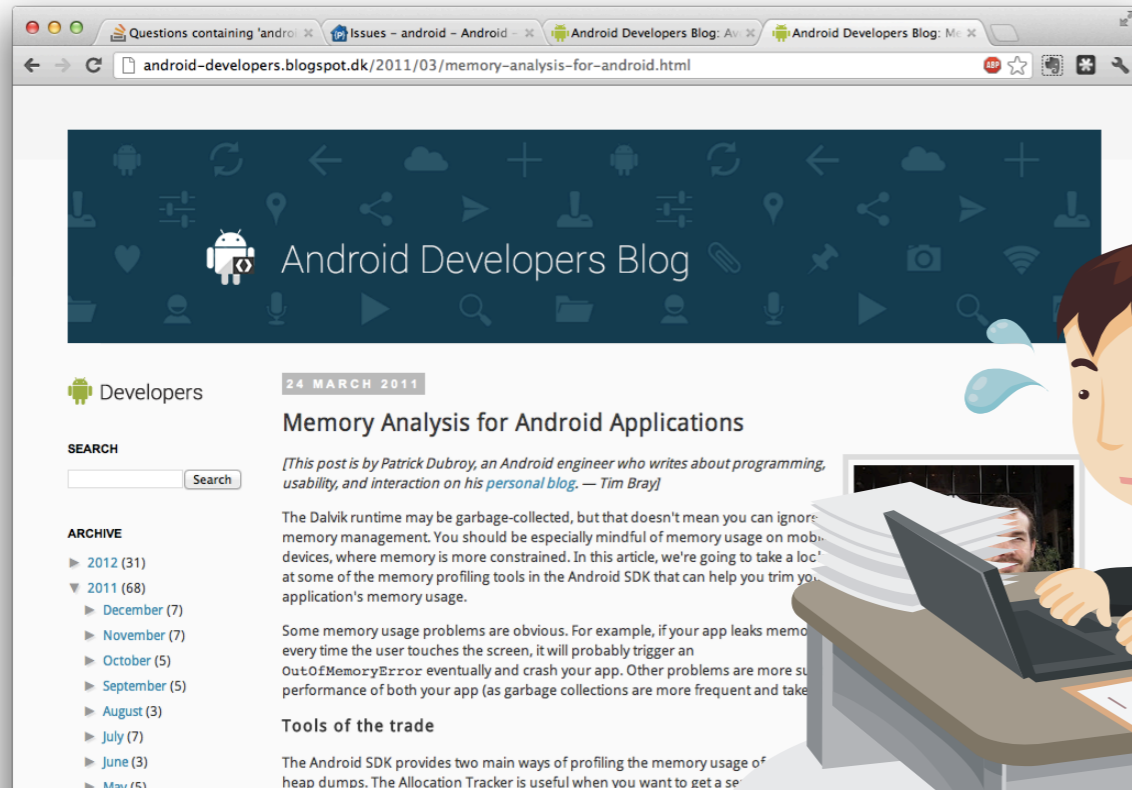 Questions containing 'androi
Issues – android – Android –
Android Developers Blog: Av
Android Developers Blog: Me
android-developers.blogspot.dk/2011/03/memory-analysis-for-android.html
ABP
Android Developers Blog
Developers
24 MARCH 2011
Memory Analysis for Android Applications
SEARCH
[This post is by Patrick Dubroy, an Android engineer who writes about programming,
usability, and interaction on his personal blog. — Tim Bray]
Search
The Dalvik runtime may be garbage-collected, but that doesn't mean you can ignore
memory management. You should be especially mindful of memory usage on mobi
devices, where memory is more constrained. In this article, we're going to take a loo
at some of the memory profiling tools in the Android SDK that can help you trim you
application's memory usage.
ARCHIVE
2012 (31)
2011 (68)
December (7)
November (7)
October (5)
September (5)
August (3)
July (7)
June (3)
May (5)
Some memory usage problems are obvious. For example, if your app leaks memo
every time the user touches the screen, it will probably trigger an
OutOfMemoryError eventually and crash your app. Other problems are more su
performance of both your app (as garbage collections are more frequent and take
Tools of the trade
The Android SDK provides two main ways of profiling the memory usage of
heap dumps. The Allocation Tracker is useful when you want to get a se